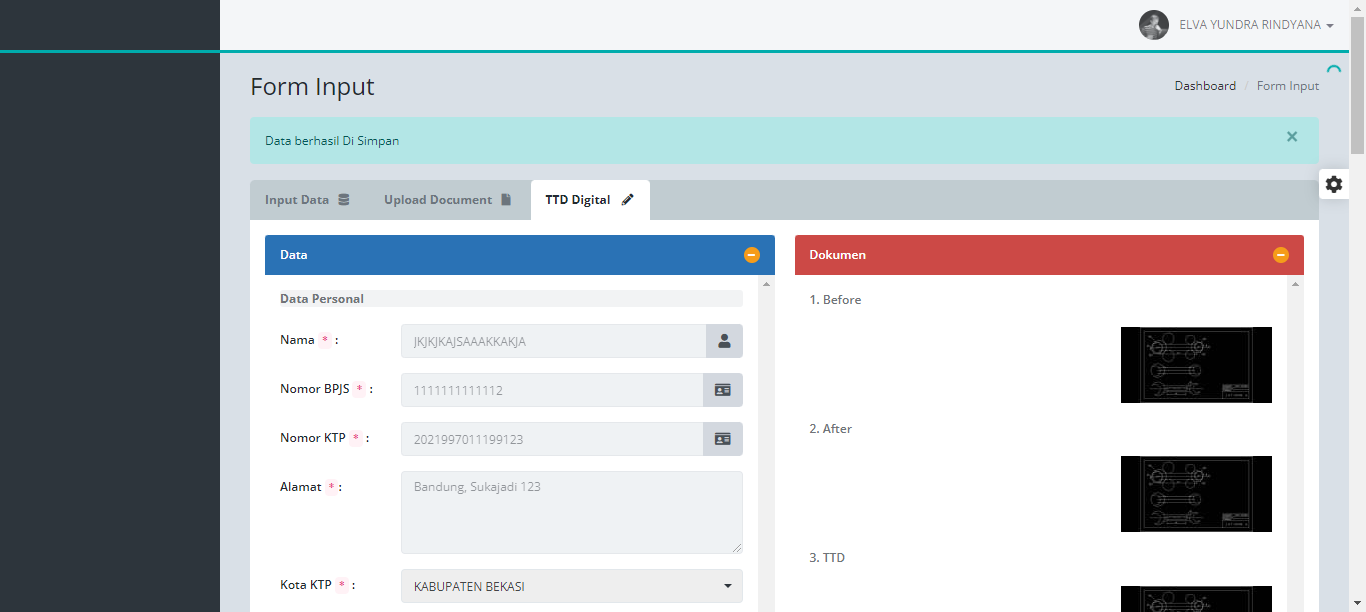 ELVA YUNDRA RINDYANA
Form Input
Dashboard / Form Input
Data berhasil Di Simpan ×
Input Data
Upload Document
TTD Digital
Data
Data Personal
Nama * :
JKJKJKAJSAAAKKAKJA
Nomor BPJS * :
1111111111112
Nomor KTP * :
2021997011199123
Alamat * :
Bandung, Sukajadi 123
Kota KTP * :
KABUPATEN BEKASI
Dokumen
1. Before
2. After
3. TTD